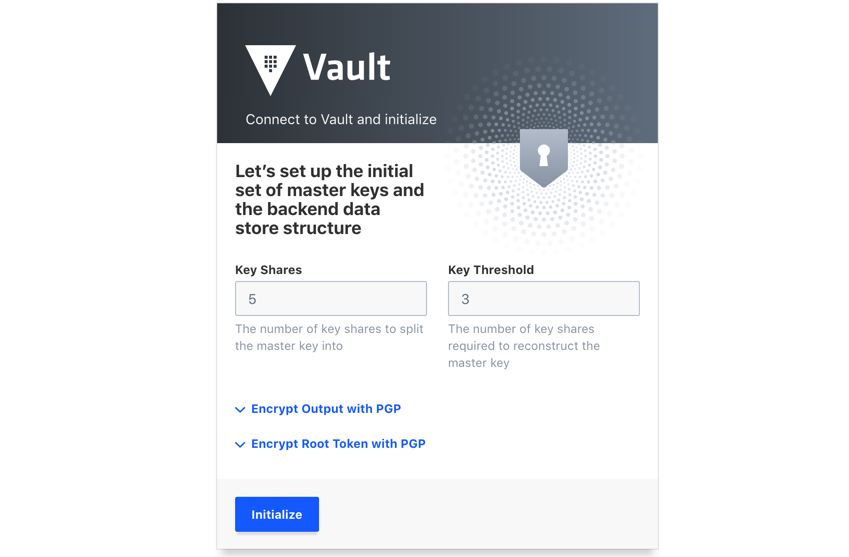 Vault
Connect to Vault and initialize
Let’s set up the initial
set of master keys and
the backend data
store structure
Key Shares
5
The number of key shares to split
the master key into
Key Threshold
3
The number of key shares
required to reconstruct the
master key
Encrypt Output with PGP
Encrypt Root Token with PGP
Initialize